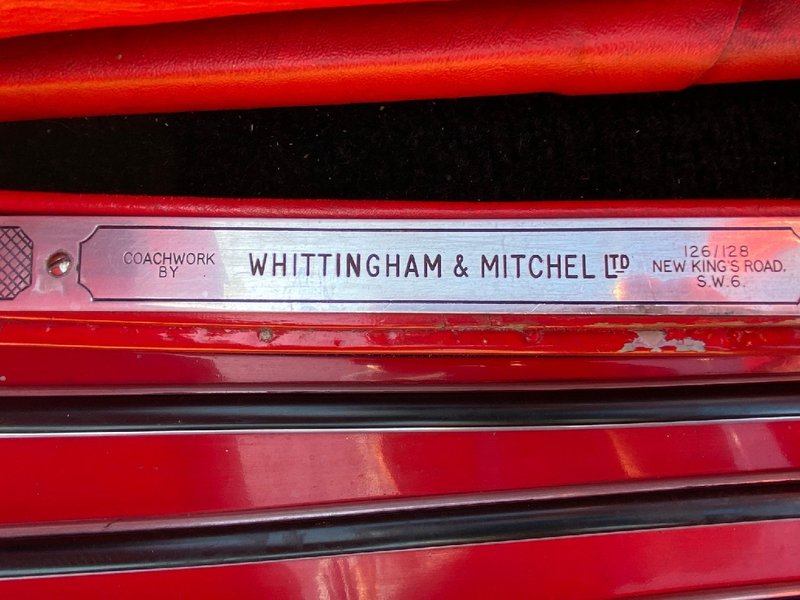 COACHWORK
BY
WHITTINGHAM & MITCHEL LTD
126/128
NEW KING'S ROAD,
S.W.6.